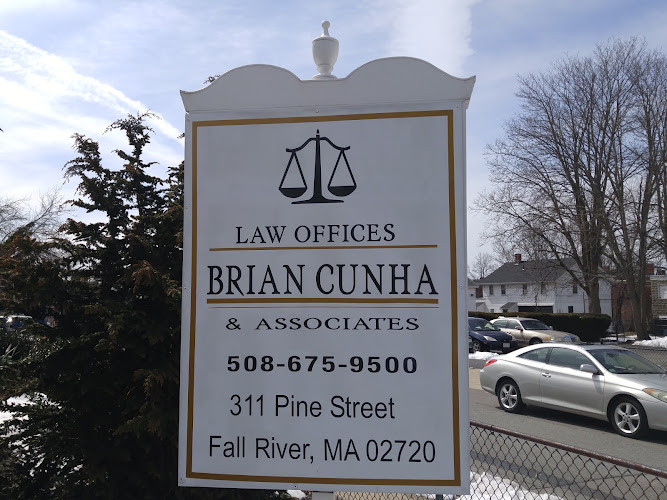 LAW OFFICES
BRIAN CUNHA
& ASSOCIATES
508-675-9500
311 Pine Street
Fall River, MA 02720